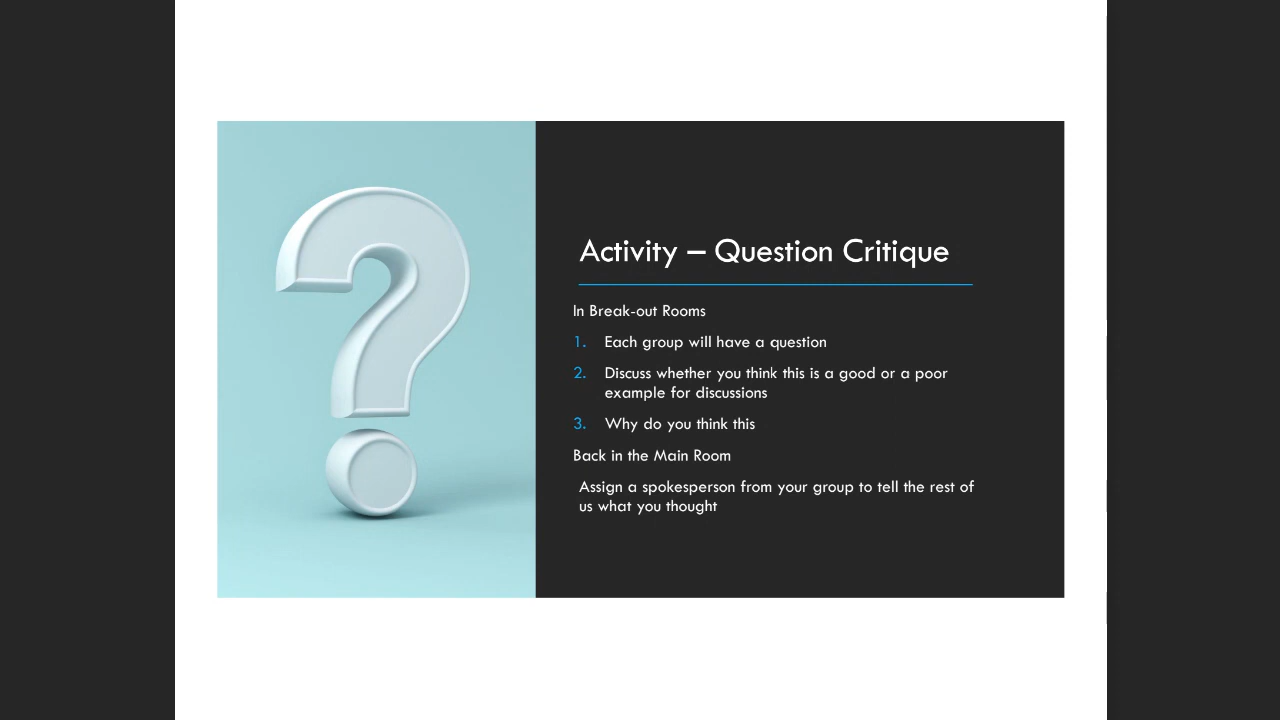 Activity – Question Critique
In Break-out Rooms
1. Each group will have a question
2. Discuss whether you think this is a good or a poor
example for discussions
3. Why do you think this
Back in the Main Room
Assign a spokesperson from your group to tell the rest of
us what you thought